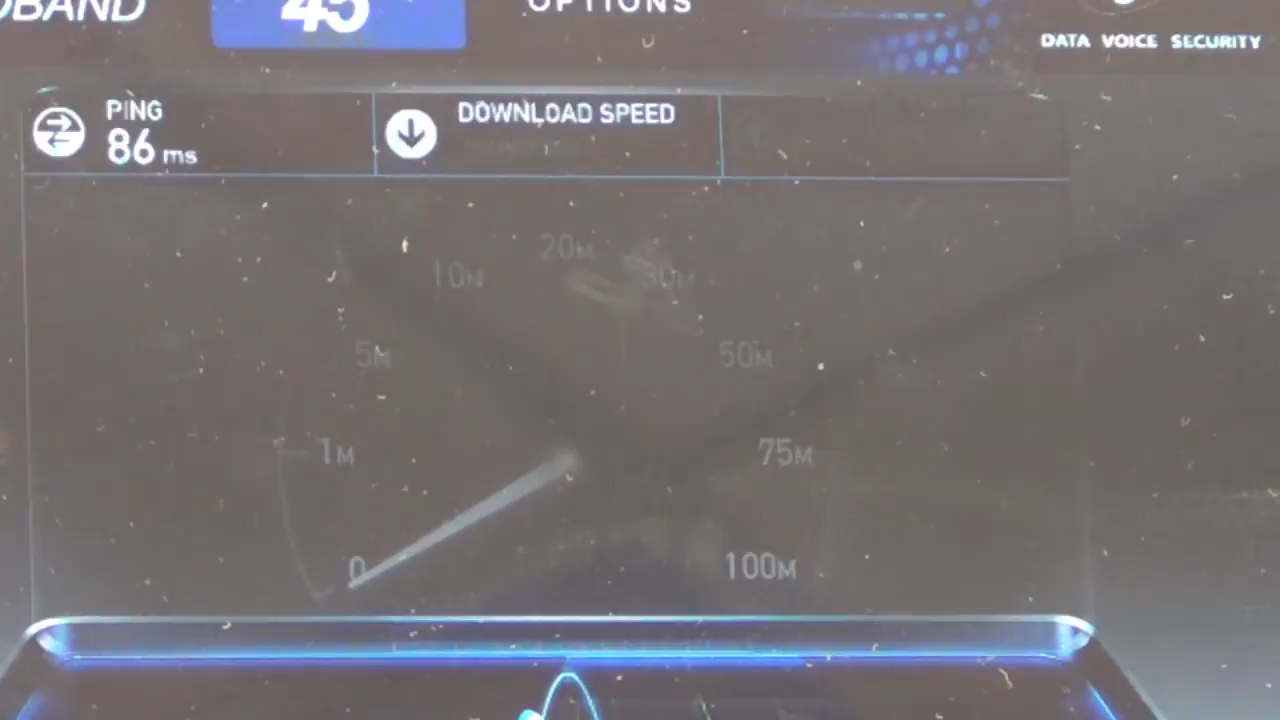 45
OPTIONS
DATA VOICE SECURITY
PING
86 ms
DOWNLOAD SPEED
20M
10M
30M
5M
50M
1M
75M
0
100M